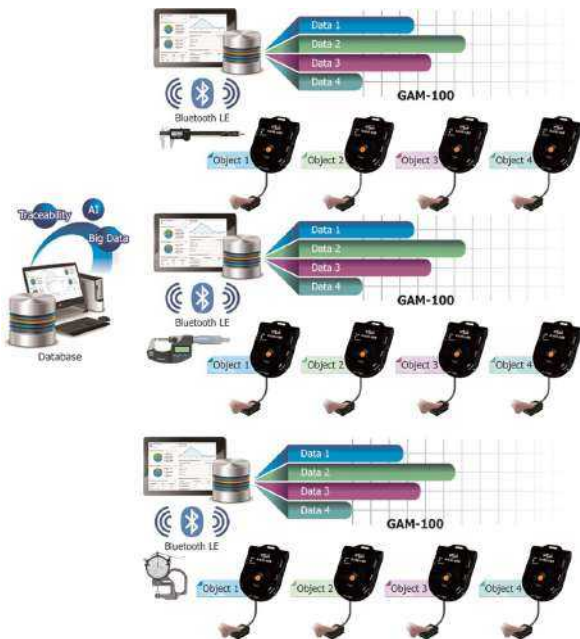 Data 1
Data 2
Data 3
Data 4
GAM-100
Bluetooth LE
Object 1
Object 2
Object 3
Object 4
Traceability
AI
Big Data
Database
Data 1
Data 2
Data 3
Data 4
GAM-100
Bluetooth LE
Object 1
Object 2
Object 3
Object 4
Data 1
Data 2
Data 3
Data 4
GAM-100
Bluetooth LE
Object 1
Object 2
Object 3
Object 4